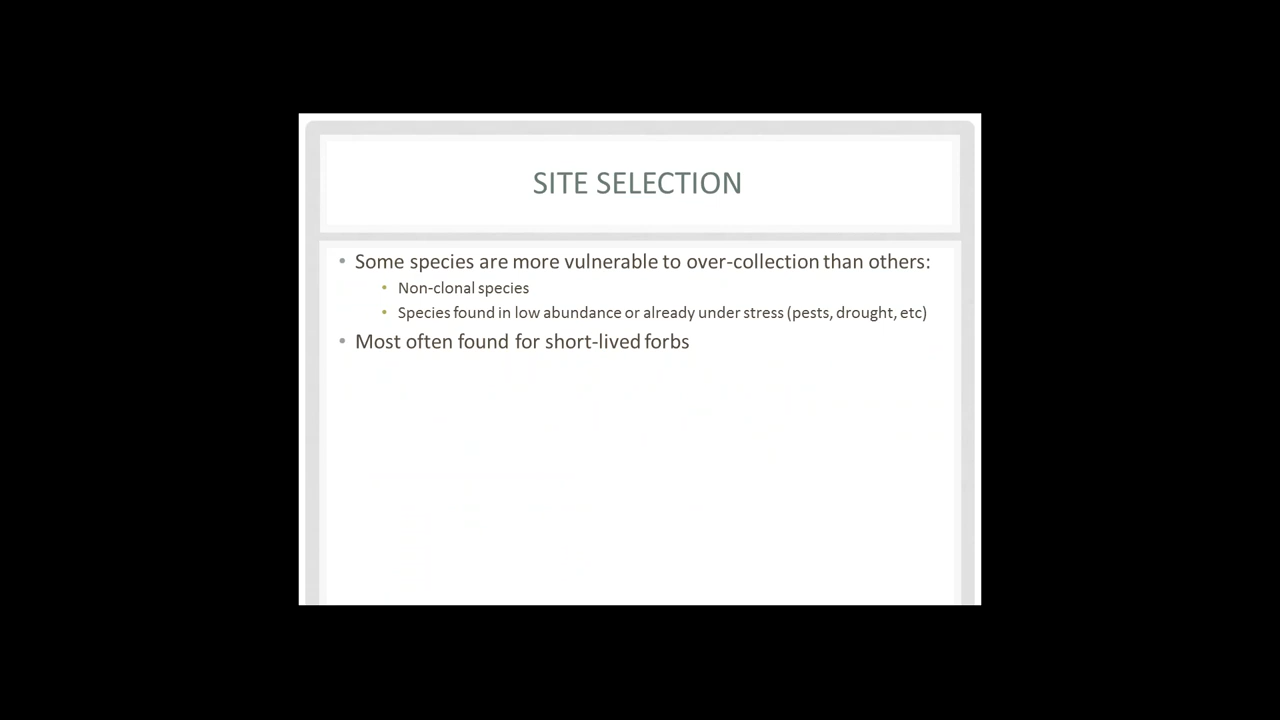 SITE SELECTION
• Some species are more vulnerable to over-collection than others:
• Non-clonal species
• Species found in low abundance or already under stress (pests, drought, etc)
• Most often found for short-lived forbs